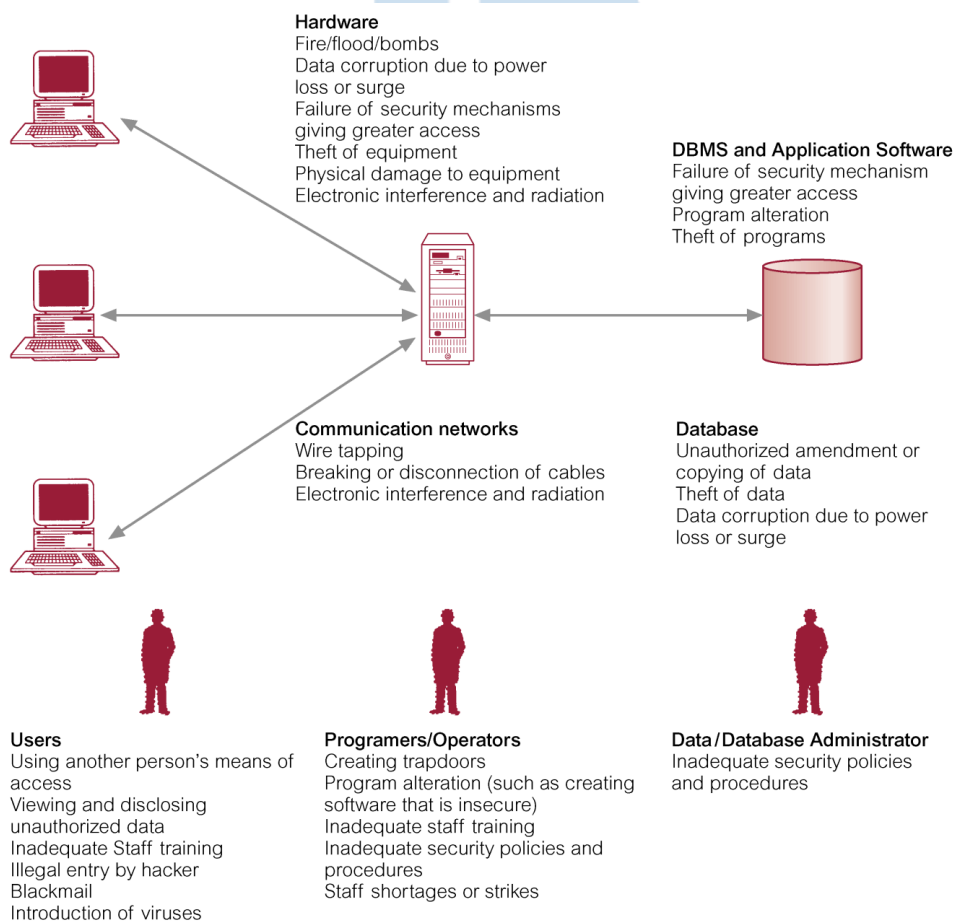 Hardware
Fire/flood/bombs
Data corruption due to power
loss or surge
Failure of security mechanisms
giving greater access
Theft of equipment
Physical damage to equipment
Electronic interference and radiation
DBMS and Application Software
Failure of security mechanism
giving greater access
Program alteration
Theft of programs
Communication networks
Wire tapping
Breaking or disconnection of cables
Electronic interference and radiation
Database
Unauthorized amendment or
copying of data
Theft of data
Data corruption due to power
loss or surge
Users
Using another person's means of
access
Viewing and disclosing
unauthorized data
Inadequate Staff training
Illegal entry by hacker
Blackmail
Introduction of viruses
Programers/Operators
Creating trapdoors
Program alteration (such as creating
software that is insecure)
Inadequate staff training
Inadequate security policies and
procedures
Staff shortages or strikes
Data/Database Administrator
Inadequate security policies
and procedures